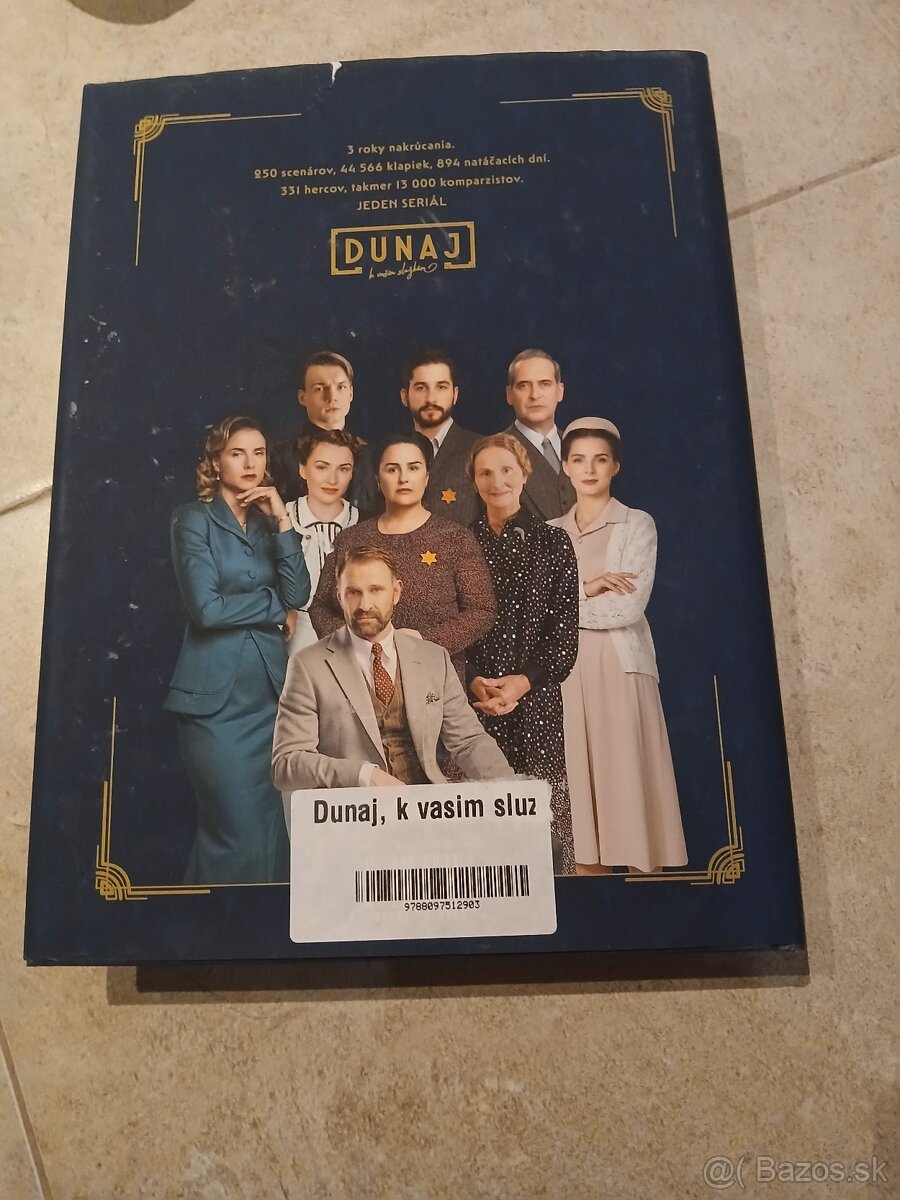 3 roky nakrúcania.
250 scenárov, 44 566 klapiek, 894 natáčacích dní.
331 hercov, takmer 13 000 komparzistov.
JEDEN SERIÁL
DUNAJ
k vašim službám
Dunaj, k vasim sluz
9788097512903
@( Bazos.sk